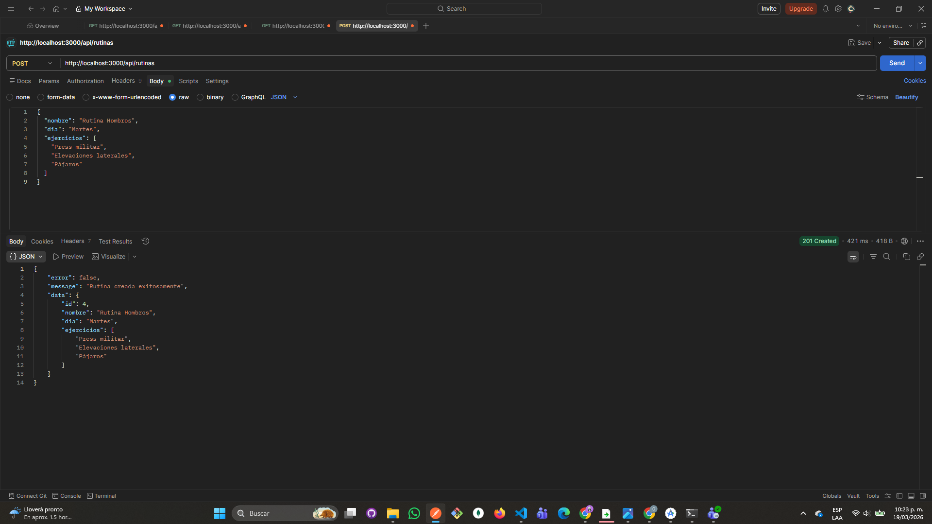 My Workspace
Search
Invite
Upgrade
Overview
GET http://localhost:3000/a
GET http://localhost:3000/a
GET http://localhost:3000
POST http://localhost:3000/
No enviro...
http://localhost:3000/api/rutinas
Save
Share
POST
http://localhost:3000/api/rutinas
Send
Docs
Params
Authorization
Headers
Body
Scripts
Settings
Cookies
none
form-data
x-www-form-urlencoded
raw
binary
GraphQL
JSON
Schema
Beautify
1 {
2 "nombre": "Rutina Hombros",
3 "dia": "Martes",
4 "ejercicios": [
5 "Press militar",
6 "Elevaciones laterales",
7 "Pájaros"
8 ]
9 }
Body
Cookies
Headers 7
Test Results
201 Created
421 ms
418 B
{} JSON
Preview
Visualize
1 {
2 "error": false,
3 "message": "Rutina creada exitosamente",
4 "data": {
5 "id": 4,
6 "nombre": "Rutina Hombros",
7 "dia": "Martes",
8 "ejercicios": [
9 "Press militar",
10 "Elevaciones laterales",
11 "Pájaros"
12 ]
13 }
14 }
Connect Git
Console
Terminal
Globals
Vault
Tools
Lloverá pronto
En aprox. 1.5 hor...
Buscar
ESP
LAA
10:23 p. m.
19/03/2026